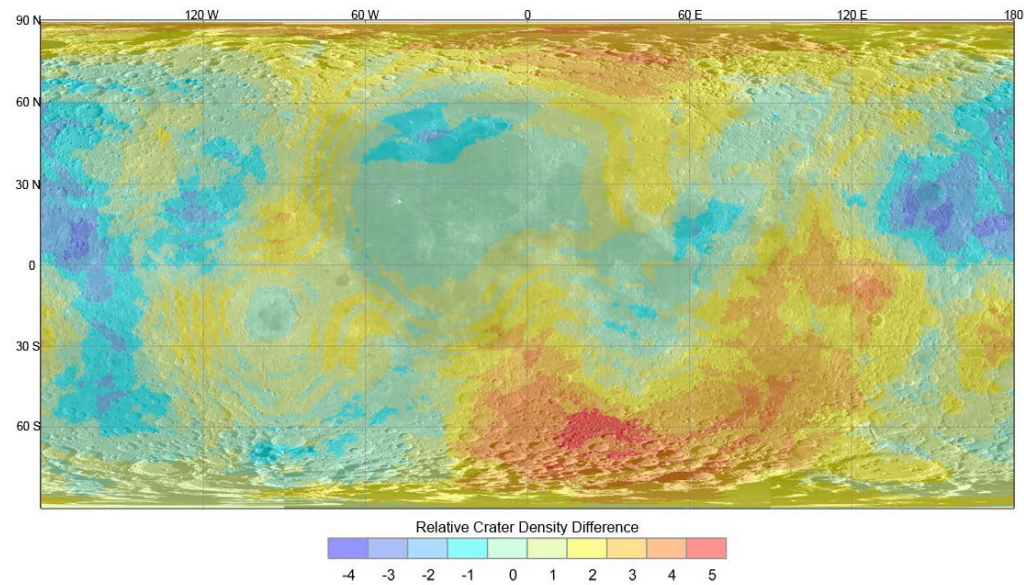 120 W 60 W 0 60 E 120 E 180
90 N
60 N
30 N
0
30 S
60 S
Relative Crater Density Difference
-4 -3 -2 -1 0 1 2 3 4 5